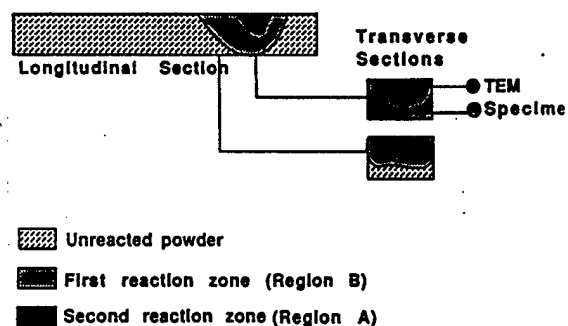 Transverse
Longitudinal Section
Sections
TEM
Specime
Unreacted powder
First reaction zone (Region B)
Second reaction zone (Region A)